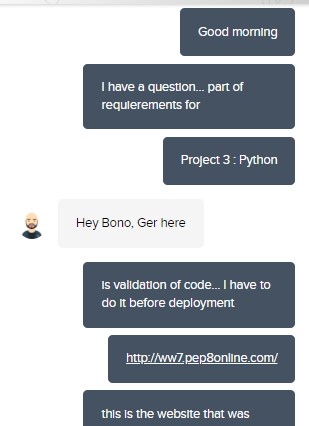 Good morning
I have a question... part of
requierements for
Project 3 : Python
Hey Bono, Ger here
is validation of code... I have to
do it before deployment
http://ww7.pep8online.com/
this is the website that was